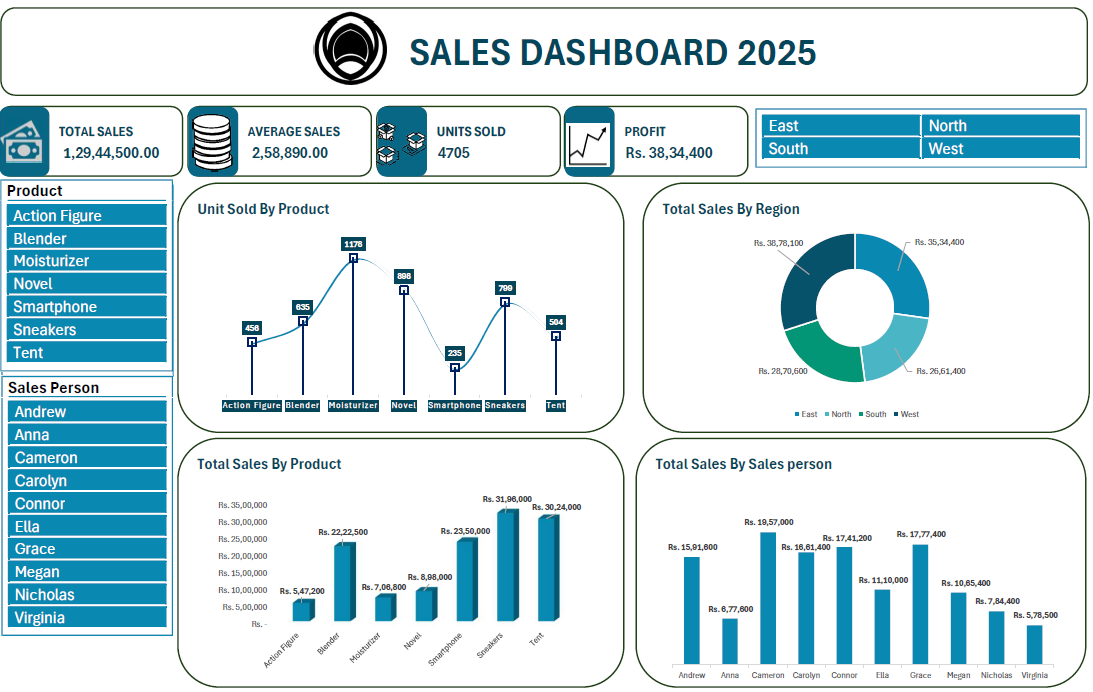 SALES DASHBOARD 2025
TOTAL SALES
1,29,44,500.00
AVERAGE SALES
2,58,890.00
UNITS SOLD
4705
PROFIT
Rs. 38,34,400
East North
South West
Product
Action Figure
Blender
Moisturizer
Novel
Smartphone
Sneakers
Tent
Sales Person
Andrew
Anna
Cameron
Carolyn
Connor
Ella
Grace
Megan
Nicholas
Virginia
Unit Sold By Product
1178
898
799
635
504
456
235
Action Figure Blender Moisturizer Novel Smartphone Sneakers Tent
Total Sales By Region
Rs. 38,78,100
Rs. 35,34,400
Rs. 28,70,600
Rs. 26,61,400
East North South West
Total Sales By Product
Rs. 35,00,000
Rs. 30,00,000
Rs. 25,00,000
Rs. 20,00,000
Rs. 15,00,000
Rs. 10,00,000
Rs. 5,00,000
Rs. -
Rs. 5,47,200
Rs. 22,22,500
Rs. 7,06,800
Rs. 8,98,000
Rs. 23,50,000
Rs. 31,96,000
Rs. 30,24,000
Action Figure Blander Moisturizer Novel Smartphone Sneakers Tent
Total Sales By Sales person
Rs. 15,91,600
Rs. 6,77,600
Rs. 19,57,000
Rs. 16,61,400
Rs. 17,41,200
Rs. 11,10,000
Rs. 17,77,400
Rs. 10,65,400
Rs. 7,84,400
Rs. 5,78,500
Andrew Anna Cameron Carolyn Connor Ella Grace Megan Nicholas Virginia